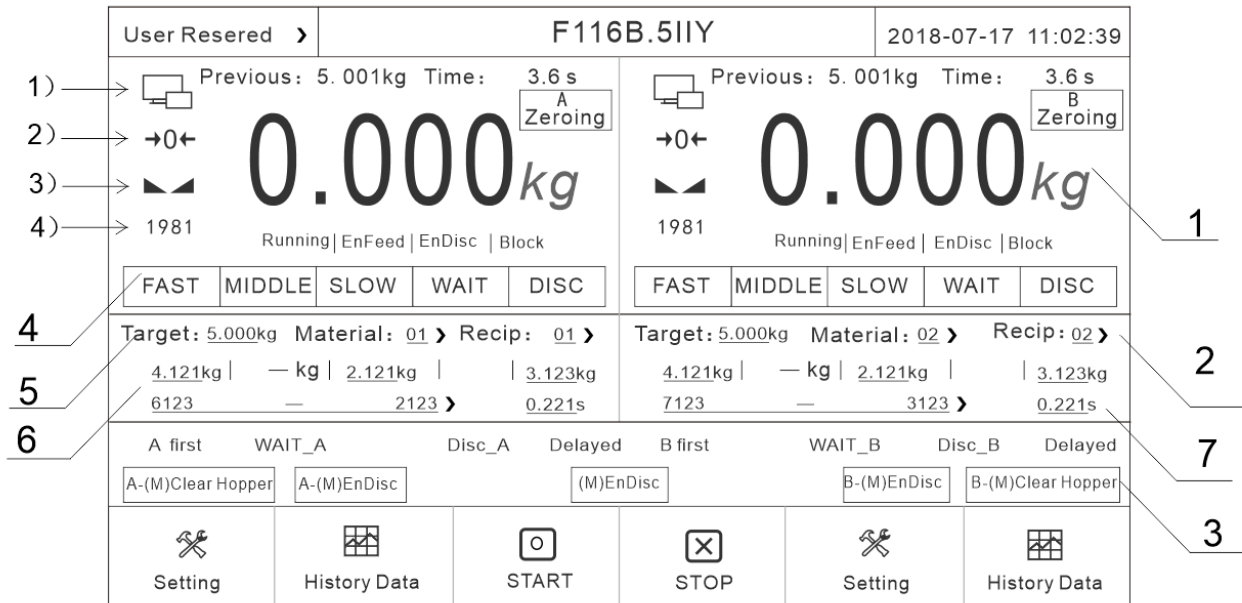 User Resered ❯ F116B.5IIY 2018-07-17 11:02:39
1) Previous: 5.001kg Time: 3.6 s Previous: 5.001kg Time: 3.6 s
A Zeroing B Zeroing
2) →0← 0.000 kg →0← 0.000 kg
3)
4) 1981 1981 1
Running | EnFeed | EnDisc | Block Running | EnFeed | EnDisc | Block
FAST MIDDLE SLOW WAIT DISC FAST MIDDLE SLOW WAIT DISC
4
Target: 5.000kg Material: 01 ❯ Recip: 01 ❯ Target: 5.000kg Material: 02 ❯ Recip: 02 ❯
5 4.121kg | — kg | 2.121kg | | 3.123kg 4.121kg | — kg | 2.121kg | | 3.123kg 2
6123 — 2123 ❯ 0.221s 7123 — 3123 ❯ 0.221s
6 A first WAIT_A Disc_A Delayed B first WAIT_B Disc_B Delayed 7
A-(M)Clear Hopper A-(M)EnDisc (M)EnDisc B-(M)EnDisc B-(M)Clear Hopper
3
Setting History Data START STOP Setting History Data